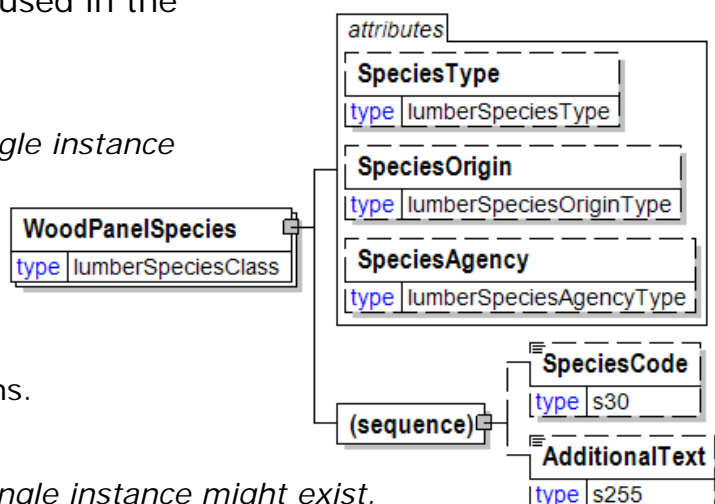 used in the
attributes
SpeciesType
type lumberSpeciesType
gle instance
SpeciesOrigin
type lumberSpeciesOriginType
WoodPanelSpecies
type lumberSpeciesClass
SpeciesAgency
type lumberSpeciesAgencyType
ns.
(sequence)
SpeciesCode
type s30
AdditionalText
type s255
ngle instance might exist.